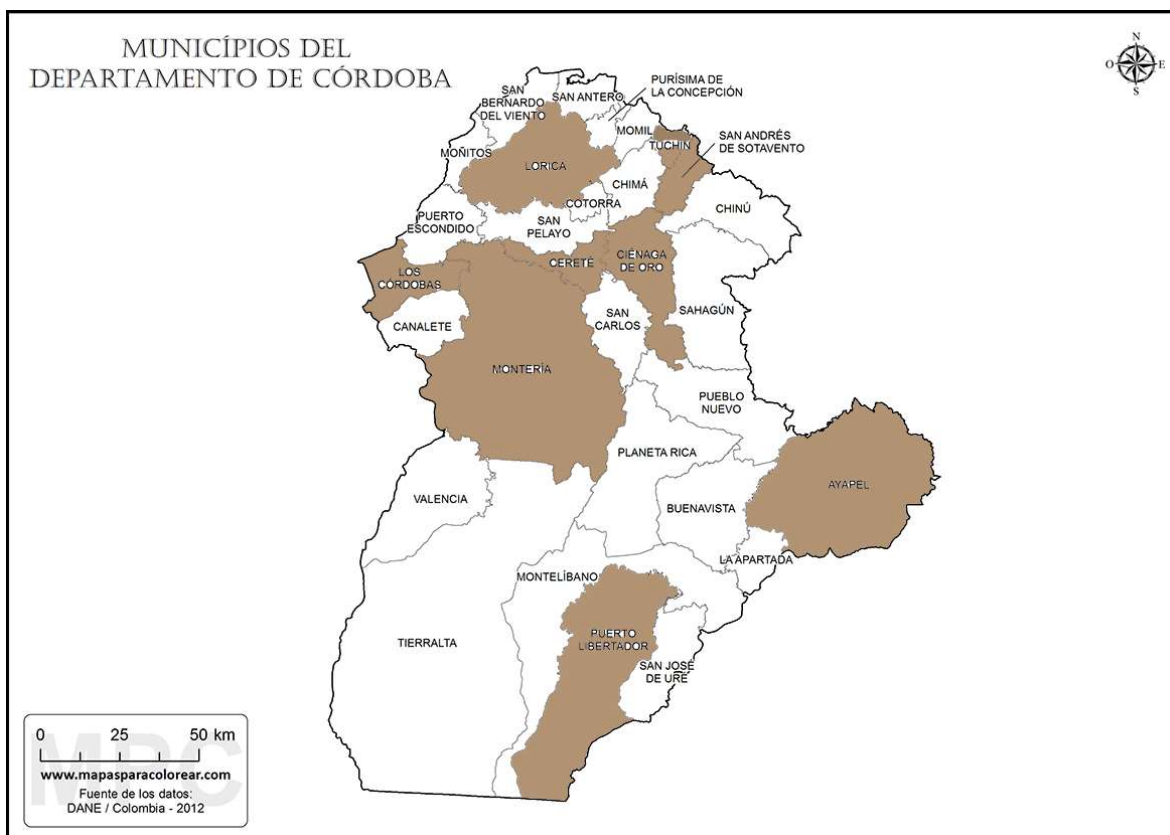 MUNICÍPIOS DEL
DEPARTAMENTO DE CÓRDOBA
N
O
E
S
SAN
BERNARDO
DEL VIENTO
SAN ANTERO
PURÍSIMA DE
LA CONCEPCIÓN
MOMIL
TUCHIN
SAN ANDRÉS
DE SOTAVENTO
MOÑITOS
LORICA
CHIMÁ
COTORRA
CHINÚ
PUERTO
ESCONDIDO
SAN
PELAYO
CERETÉ
CIÉNAGA
DE ORO
LOS
CÓRDOBAS
CANALETE
SAN
CARLOS
SAHAGÚN
MONTERÍA
PUEBLO
NUEVO
PLANETA RICA
AYAPEL
VALENCIA
BUENAVISTA
LA APARTADA
MONTELÍBANO
TIERRALTA
PUERTO
LIBERTADOR
SAN JOSÉ
DE URÉ
0 25 50 km
MPC
www.mapasparacolorear.com
Fuente de los datos:
DANE / Colombia - 2012